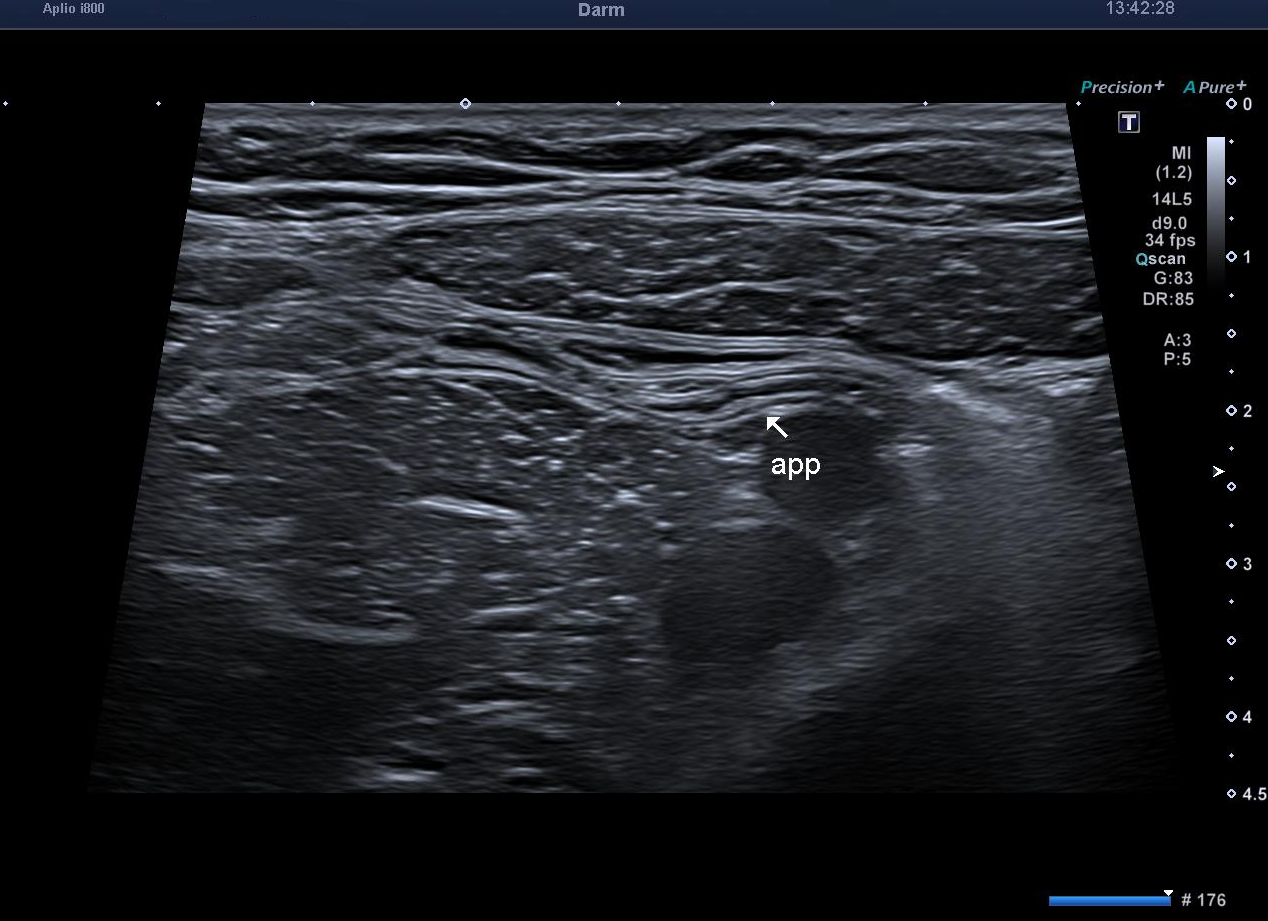 Aplio i800 Darm 13:42:28
Precision+ APure+
T
0
MI
(1.2)
14L5
d9.0
34 fps
Qscan
G:83
DR:85
A:3
P:5
1
2
app
3
4
4.5
# 176